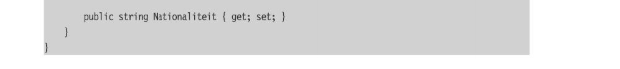 public string Nationaliteit { get; set; }
}
}